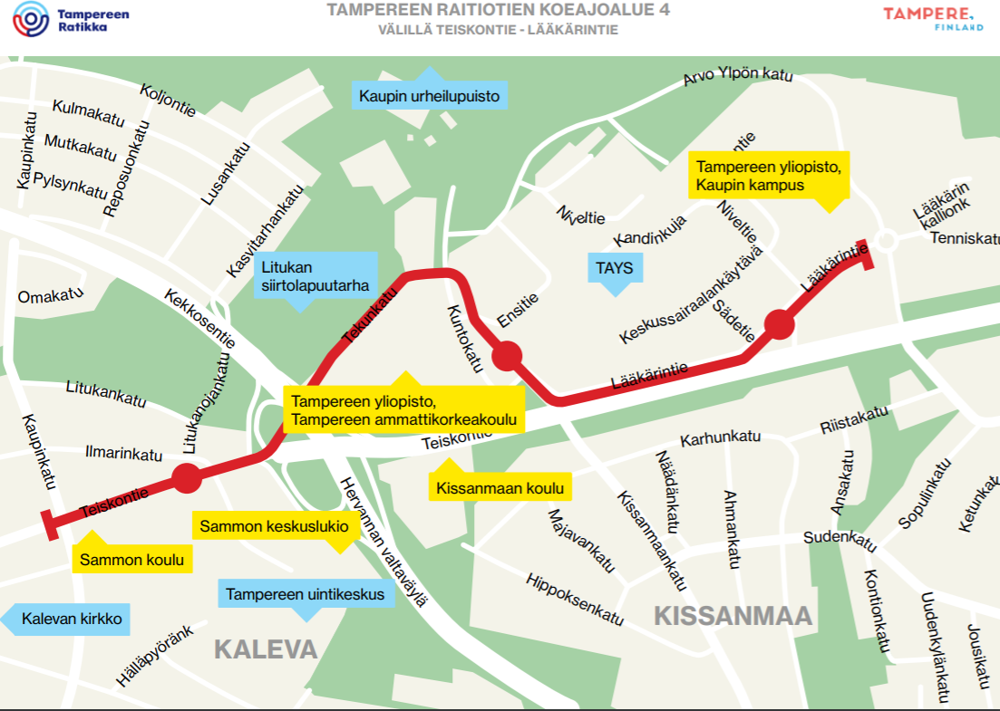 Tampereen
Ratikka
TAMPEREEN RAITIOTIEN KOEAJOALUE 4
VÄLILLÄ TEISKONTIE - LÄÄKÄRINTIE
TAMPERE.
FINLAND
Kaupin urheilupuisto
Arvo Ylpön katu
Koljontie
Kulmakatu
Mutkakatu
Pylsynkatu
Kaupinkatu
Reposuonkatu
Lusankatu
Kasvitarhankatu
Tampereen yliopisto,
Kaupin kampus
Niveltie
Kandinkuja
Niveltie
Lääkärin
kallionk
Tenniskatu
Litukan
siirtolapuutarha
TAYS
Keskussairaalankäytävä
Lääkärintie
Omakatu
Kekkosentie
Tekunkatu
Kuntokatu
Ensitie
Sädetie
Lääkärintie
Litukankatu
Litukanojankatu
Tampereen yliopisto,
Tampereen ammattikorkeakoulu
Teiskontie
Kaupinkatu
Ilmarinkatu
Teiskontie
Kissanmaan koulu
Karhunkatu
Riistakatu
Näädänkatu
Ahmankatu
Ansakatu
Sopulinkatu
Kissanmaankatu
Sammon koulu
Sammon keskuslukio
Hervannan valtaväylä
Majavankatu
Sudenkatu
Hippoksenkatu
Tampereen uintikeskus
Kalevan kirkko
KISSANMAA
KALEVA
Hälläpyöränk
Kontionkatu
Uudenkylänkatu
Jousikatu